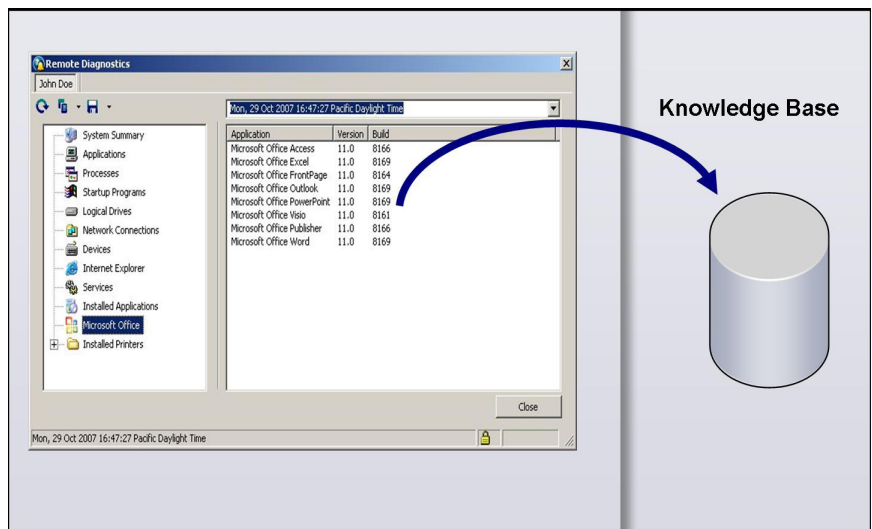 Remote Diagnostics
John Doe
Mon, 29 Oct 2007 16:47:27 Pacific Daylight Time
System Summary
Applications
Processes
Startup Programs
Logical Drives
Network Connections
Devices
Internet Explorer
Services
Installed Applications
Microsoft Office
Installed Printers
Application Version Build
Microsoft Office Access 11.0 8166
Microsoft Office Excel 11.0 8169
Microsoft Office FrontPage 11.0 8164
Microsoft Office Outlook 11.0 8169
Microsoft Office PowerPoint 11.0 8169
Microsoft Office Visio 11.0 8161
Microsoft Office Publisher 11.0 8166
Microsoft Office Word 11.0 8169
Close
Mon, 29 Oct 2007 16:47:27 Pacific Daylight Time
Knowledge Base